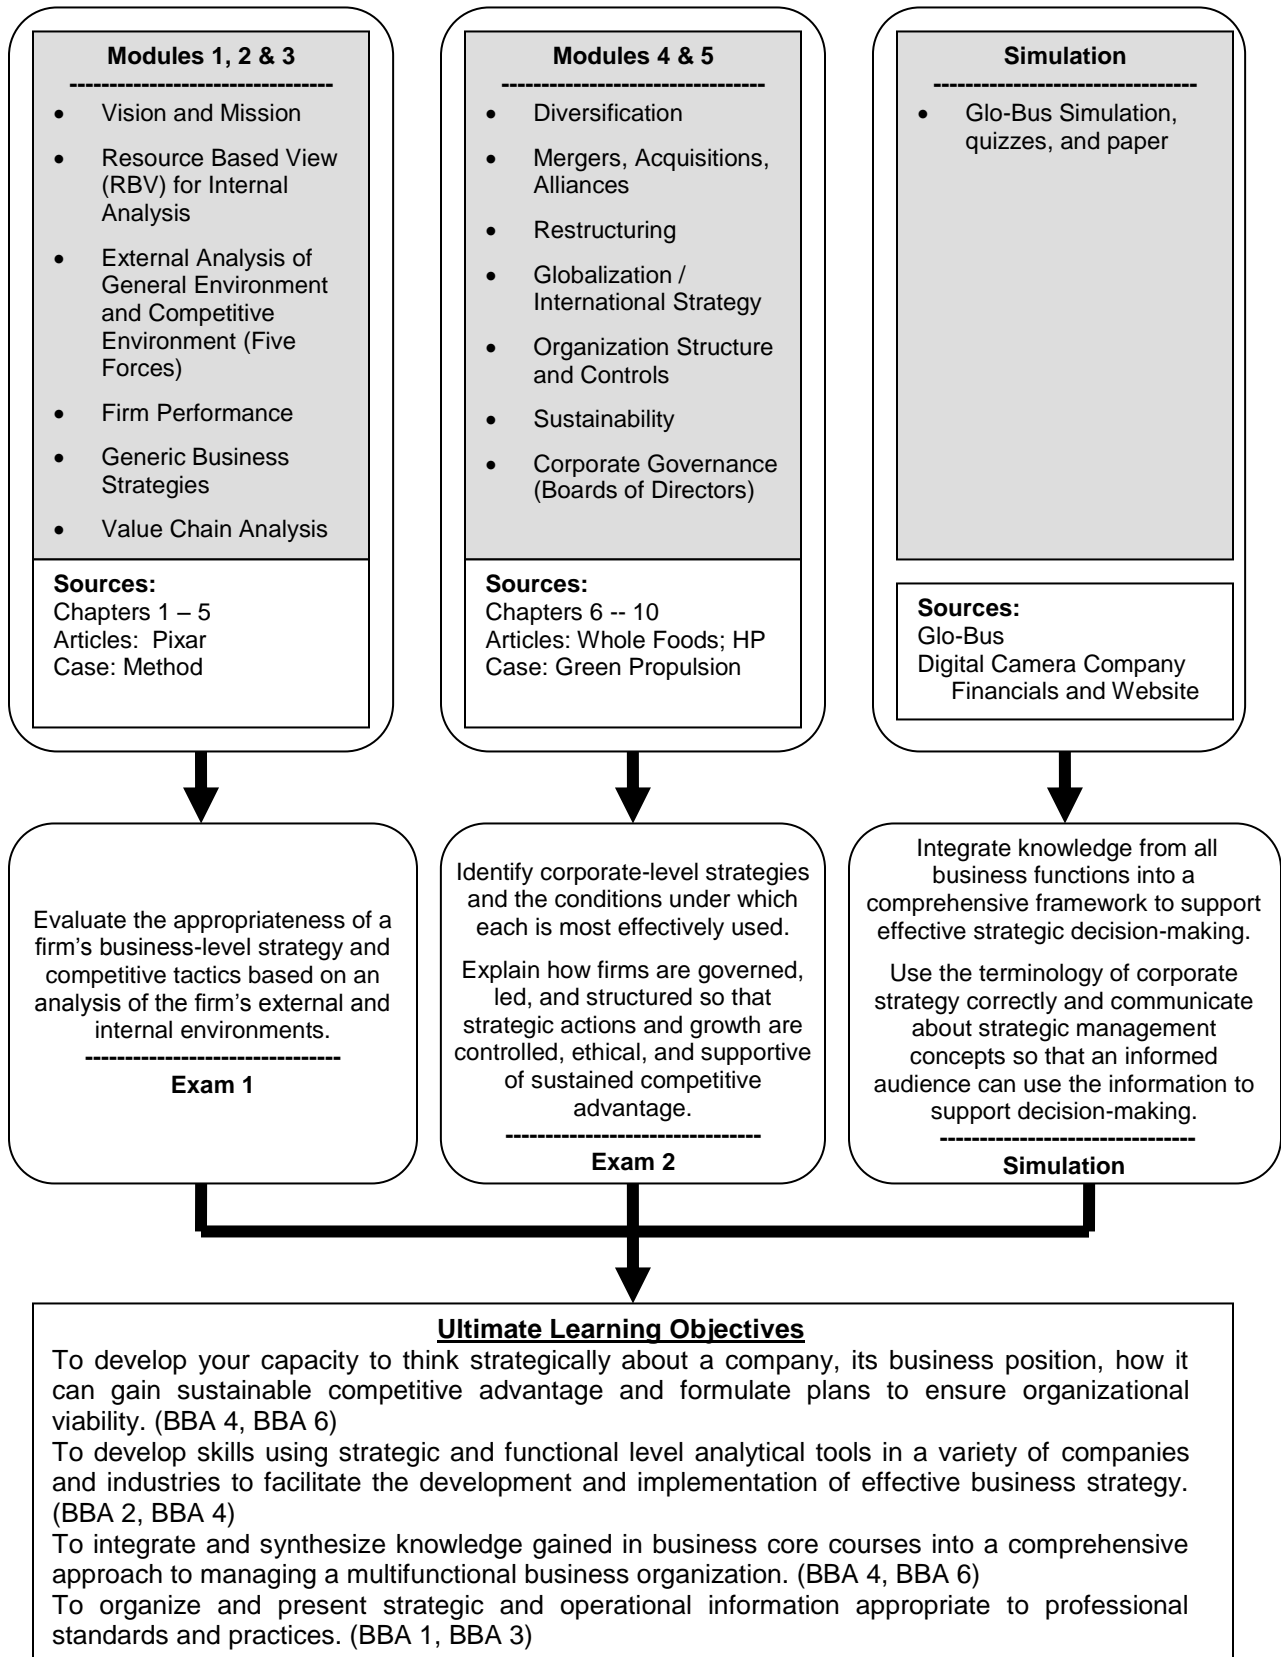 Modules 1, 2 & 3
---------------------------------
• Vision and Mission
• Resource Based View
(RBV) for Internal
Analysis
• External Analysis of
General Environment
and Competitive
Environment (Five
Forces)
• Firm Performance
• Generic Business
Strategies
• Value Chain Analysis
Sources:
Chapters 1 – 5
Articles:  Pixar
Case: Method
Modules 4 & 5
---------------------------------
• Diversification
• Mergers, Acquisitions,
Alliances
• Restructuring
• Globalization /
International Strategy
• Organization Structure
and Controls
• Sustainability
• Corporate Governance
(Boards of Directors)
Sources:
Chapters 6 -- 10
Articles: Whole Foods; HP
Case: Green Propulsion
Simulation
---------------------------------
• Glo-Bus Simulation,
quizzes, and paper
Sources:
Glo-Bus
Digital Camera Company
Financials and Website
Evaluate the appropriateness of a
firm’s business-level strategy and
competitive tactics based on an
analysis of the firm’s external and
internal environments.
--------------------------------
Exam 1
Identify corporate-level strategies
and the conditions under which
each is most effectively used.
Explain how firms are governed,
led, and structured so that
strategic actions and growth are
controlled, ethical, and supportive
of sustained competitive
advantage.
--------------------------------
Exam 2
Integrate knowledge from all
business functions into a
comprehensive framework to support
effective strategic decision-making.
Use the terminology of corporate
strategy correctly and communicate
about strategic management
concepts so that an informed
audience can use the information to
support decision-making.
--------------------------------
Simulation
Ultimate Learning Objectives
To develop your capacity to think strategically about a company, its business position, how it
can gain sustainable competitive advantage and formulate plans to ensure organizational
viability. (BBA 4, BBA 6)
To develop skills using strategic and functional level analytical tools in a variety of companies
and industries to facilitate the development and implementation of effective business strategy.
(BBA 2, BBA 4)
To integrate and synthesize knowledge gained in business core courses into a comprehensive
approach to managing a multifunctional business organization. (BBA 4, BBA 6)
To organize and present strategic and operational information appropriate to professional
standards and practices. (BBA 1, BBA 3)